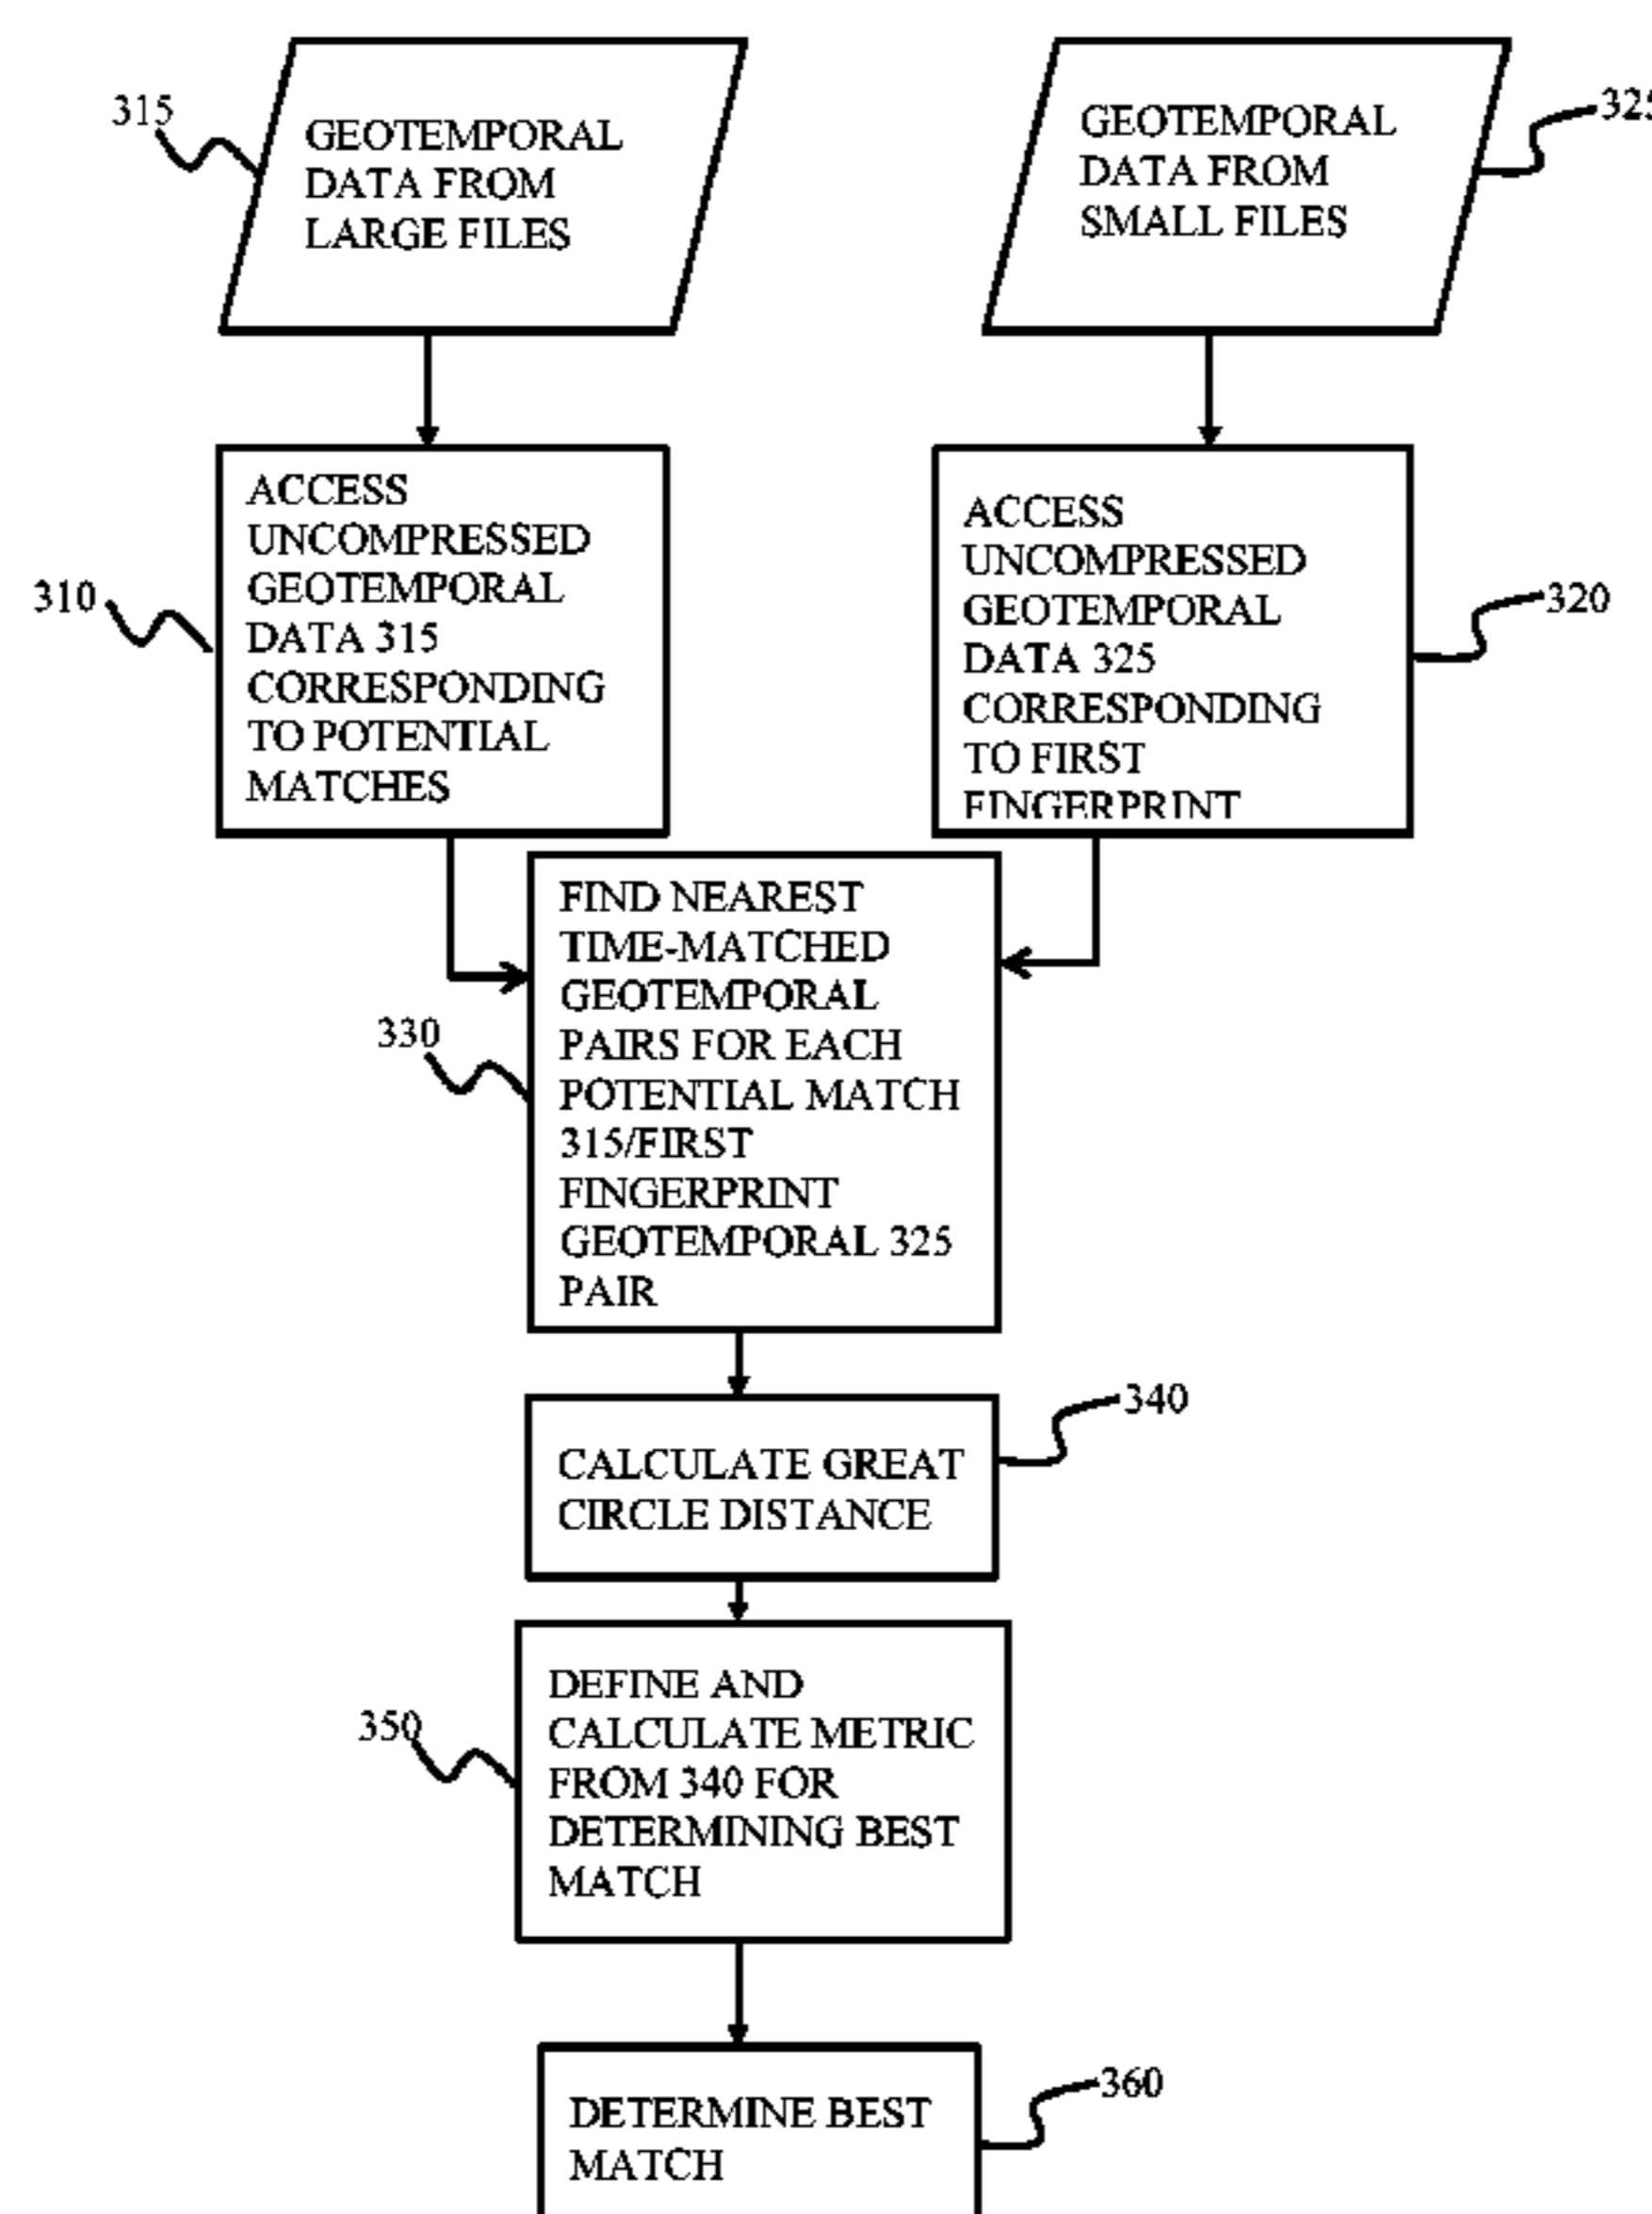 315
GEOTEMPORAL
DATA FROM
LARGE FILES
GEOTEMPORAL
DATA FROM
SMALL FILES
325
310
ACCESS
UNCOMPRESSED
GEOTEMPORAL
DATA 315
CORRESPONDING
TO POTENTIAL
MATCHES
ACCESS
UNCOMPRESSED
GEOTEMPORAL
DATA 325
CORRESPONDING
TO FIRST
FINGERPRINT
320
330
FIND NEAREST
TIME-MATCHED
GEOTEMPORAL
PAIRS FOR EACH
POTENTIAL MATCH
315/FIRST
FINGERPRINT
GEOTEMPORAL 325
PAIR
CALCULATE GREAT
CIRCLE DISTANCE
340
350
DEFINE AND
CALCULATE METRIC
FROM 340 FOR
DETERMINING BEST
MATCH
DETERMINE BEST
MATCH
360